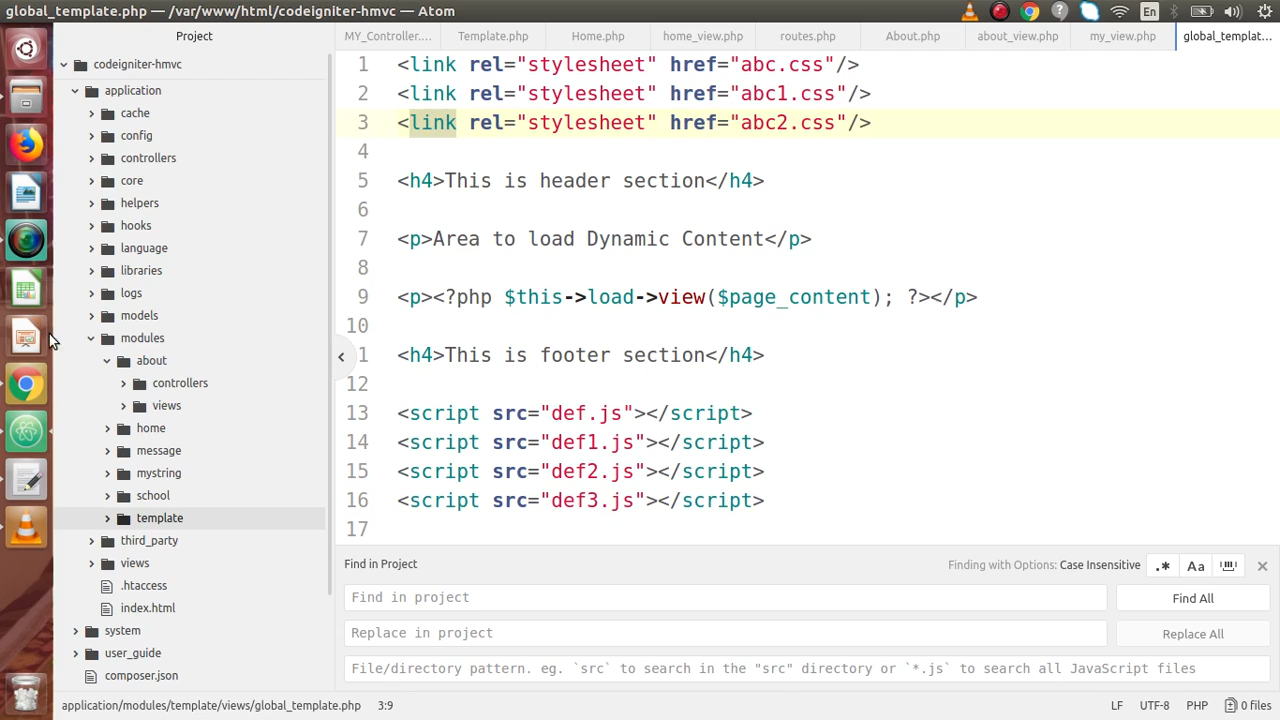 global_template.php — /var/www/html/codeigniter-hmvc — Atom
En
Project
MY_Controller....
Template.php
Home.php
home_view.php
routes.php
About.php
about_view.php
my_view.php
global_templat...
codeigniter-hmvc
application
cache
config
controllers
core
helpers
hooks
language
libraries
logs
models
modules
about
controllers
views
home
message
mystring
school
template
third_party
views
.htaccess
index.html
system
user_guide
composer.json
1 <link rel="stylesheet" href="abc.css"/>
2 <link rel="stylesheet" href="abc1.css"/>
3 <link rel="stylesheet" href="abc2.css"/>
4
5 <h4>This is header section</h4>
6
7 <p>Area to load Dynamic Content</p>
8
9 <p><?php $this->load->view($page_content); ?></p>
10
1 <h4>This is footer section</h4>
12
13 <script src="def.js"></script>
14 <script src="def1.js"></script>
15 <script src="def2.js"></script>
16 <script src="def3.js"></script>
17
Find in Project
Finding with Options: Case Insensitive
.*
Aa
Find in project
Find All
Replace in project
Replace All
File/directory pattern. eg. `src` to search in the "src" directory or `*.js` to search all JavaScript files
application/modules/template/views/global_template.php 3:9
LF UTF-8 PHP 0 files